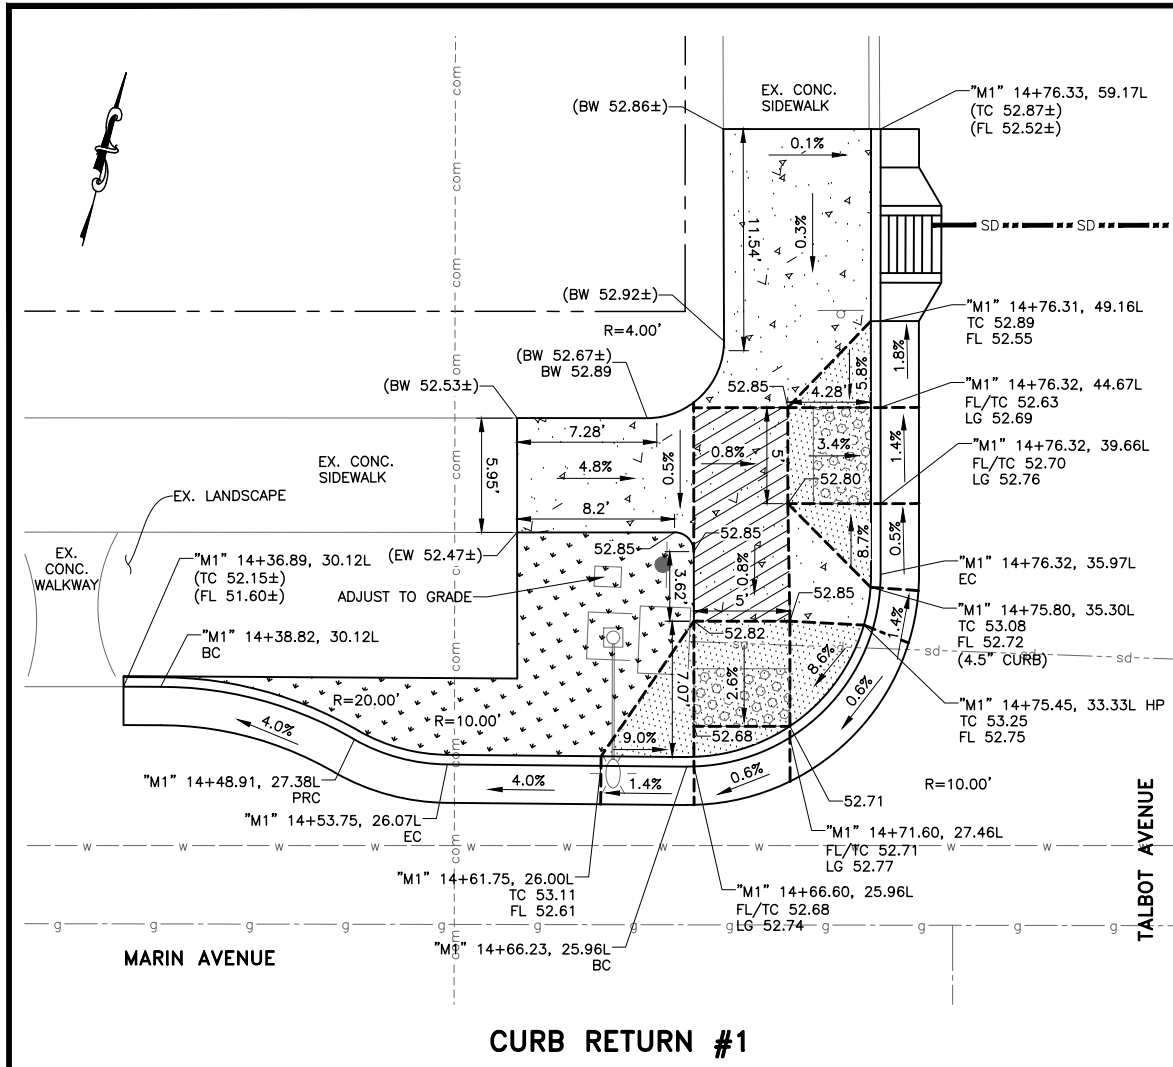 EX. CONC.
SIDEWALK
(BW 52.86±)
"M1" 14+76.33, 59.17L
(TC 52.87±)
(FL 52.52±)
0.1%
com
11.54'
0.3%
SD
SD
com
(BW 52.92±)
R=4.00'
"M1" 14+76.31, 49.16L
TC 52.89
FL 52.55
(BW 52.67±)
BW 52.89
1.8%
5.8%
(BW 52.53±)
52.85
4.28'
"M1" 14+76.32, 44.67L
FL/TC 52.63
LG 52.69
com
7.28'
5.95'
EX. CONC.
SIDEWALK
4.8%
0.5%
0.8%
5'
3.4%
1.4%
"M1" 14+76.32, 39.66L
FL/TC 52.70
LG 52.76
com
52.80
EX. LANDSCAPE
8.2'
(EW 52.47±)
52.85
52.85
8.7%
0.5%
EX.
CONC.
WALKWAY
"M1" 14+36.89, 30.12L
(TC 52.15±)
(FL 51.60±)
"M1" 14+76.32, 35.97L
EC
com
ADJUST TO GRADE
3.62'
0.8%
5'
52.85
"M1" 14+75.80, 35.30L
TC 53.08
FL 52.72
(4.5" CURB)
1.4%
"M1" 14+38.82, 30.12L
BC
52.82
sd
sd
sd
sd
com
8.6%
7.07'
2.6%
R=20.00'
R=10.00'
0.6%
"M1" 14+75.45, 33.33L HP
TC 53.25
FL 52.75
4.0%
9.0%
52.68
com
"M1" 14+48.91, 27.38L
PRC
4.0%
1.4%
0.6%
R=10.00'
52.71
"M1" 14+53.75, 26.07L
EC
"M1" 14+71.60, 27.46L
FL/TC 52.71
LG 52.77
w w w w w w w w w w w
com
"M1" 14+61.75, 26.00L
TC 53.11
FL 52.61
"M1" 14+66.60, 25.96L
FL/TC 52.68
LG 52.74
g g g g g g g g g g g
com
"M1" 14+66.23, 25.96L
BC
MARIN AVENUE
TALBOT AVENUE
CURB RETURN #1